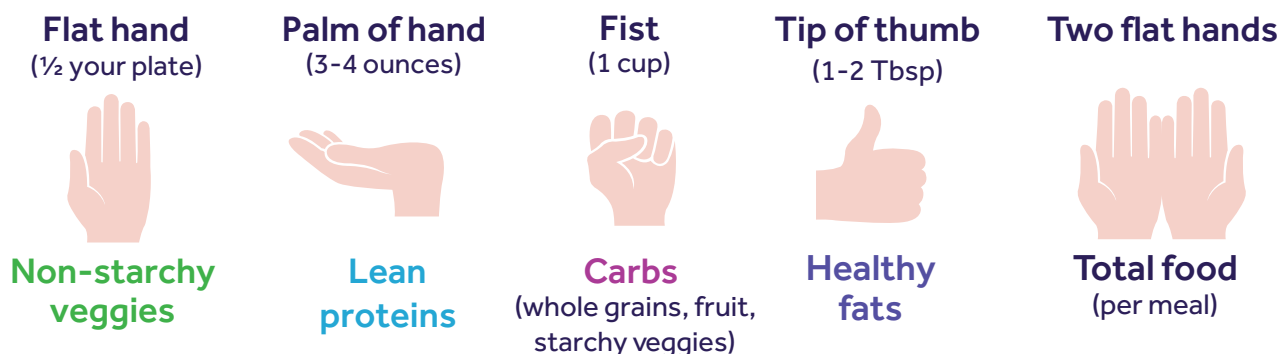 Flat hand
(½ your plate)
Non-starchy
veggies
Palm of hand
(3-4 ounces)
Lean
proteins
Fist
(1 cup)
Carbs
(whole grains, fruit,
starchy veggies)
Tip of thumb
(1-2 Tbsp)
Healthy
fats
Two flat hands
Total food
(per meal)